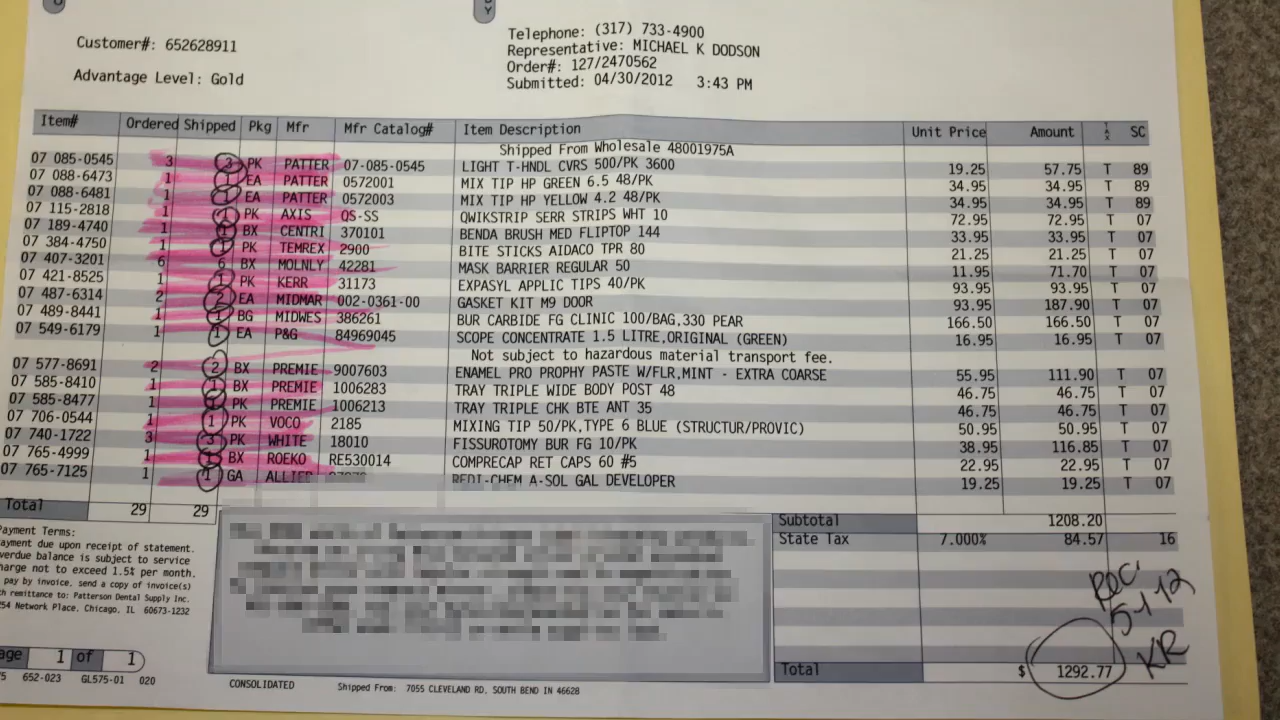 Customer#: 652628911
Advantage Level: Gold
Telephone: (317) 733-4900
Representative: MICHAEL K DODSON
Order#: 127/2470562
Submitted: 04/30/2012 3:43 PM
Item# Ordered Shipped Pkg Mfr Mfr Catalog# Item Description Unit Price Amount TAX SC
Shipped From Wholesale 48001975A
07 085-0545 3 3 PK PATTER 07-085-0545 LIGHT T-HNDL CVRS 500/PK 3600 19.25 57.75 T 89
07 088-6473 1 1 EA PATTER 0572001 MIX TIP HP GREEN 6.5 48/PK 34.95 34.95 T 89
07 088-6481 1 1 EA PATTER 0572003 MIX TIP HP YELLOW 4.2 48/PK 34.95 34.95 T 89
07 115-2818 1 1 PK AXIS QS-SS QWIKSTRIP SERR STRIPS WHT 10 72.95 72.95 T 07
07 189-4740 1 1 BX CENTRI 370101 BENDA BRUSH MED FLIPTOP 144 33.95 33.95 T 07
07 384-4750 1 1 PK TEMREX 2900 BITE STICKS AIDACO TPR 80 21.25 21.25 T 07
07 407-3201 6 6 BX MOLNLY 42281 MASK BARRIER REGULAR 50 11.95 71.70 T 07
07 421-8525 1 1 PK KERR 31173 EXPASYL APPLIC TIPS 40/PK 93.95 93.95 T 07
07 487-6314 2 2 EA MIDMAR 002-0361-00 GASKET KIT M9 DOOR 93.95 187.90 T 07
07 489-8441 1 1 BG MIDWES 386261 BUR CARBIDE FG CLINIC 100/BAG,330 PEAR 166.50 166.50 T 07
07 549-6179 1 1 EA P&G 84969045 SCOPE CONCENTRATE 1.5 LITRE,ORIGINAL (GREEN) 16.95 16.95 T 07
Not subject to hazardous material transport fee.
07 577-8691 2 2 BX PREMIE 9007603 ENAMEL PRO PROPHY PASTE W/FLR,MINT - EXTRA COARSE 55.95 111.90 T 07
07 585-8410 1 1 BX PREMIE 1006283 TRAY TRIPLE WIDE BODY POST 48 46.75 46.75 T 07
07 585-8477 1 1 PK PREMIE 1006213 TRAY TRIPLE CHK BTE ANT 35 46.75 46.75 T 07
07 706-0544 1 1 PK VOCO 2185 MIXING TIP 50/PK,TYPE 6 BLUE (STRUCTUR/PROVIC) 50.95 50.95 T 07
07 740-1722 3 3 PK WHITE 18010 FISSUROTOMY BUR FG 10/PK 38.95 116.85 T 07
07 765-4999 1 1 BX ROEKO RE530014 COMPRECAP RET CAPS 60 #5 22.95 22.95 T 07
07 765-7125 1 1 GA ALLIED REDI-CHEM A-SOL GAL DEVELOPER 19.25 19.25 T 07
Total 29 29
Subtotal 1208.20
State Tax 7.000% 84.57 16
Payment Terms:
ayment due upon receipt of statement.
verdue balance is subject to service
harge not to exceed 1.5% per month.
pay by invoice, send a copy of invoice(s)
th remittance to: Patterson Dental Supply Inc.
254 Network Place, Chicago, IL 60673-1232
Rec.
5-1-12
KR
Total $ 1292.77
age 1 of 1
75 652-023 GL575-01 020
CONSOLIDATED Shipped From: 7055 CLEVELAND RD, SOUTH BEND IN 46628